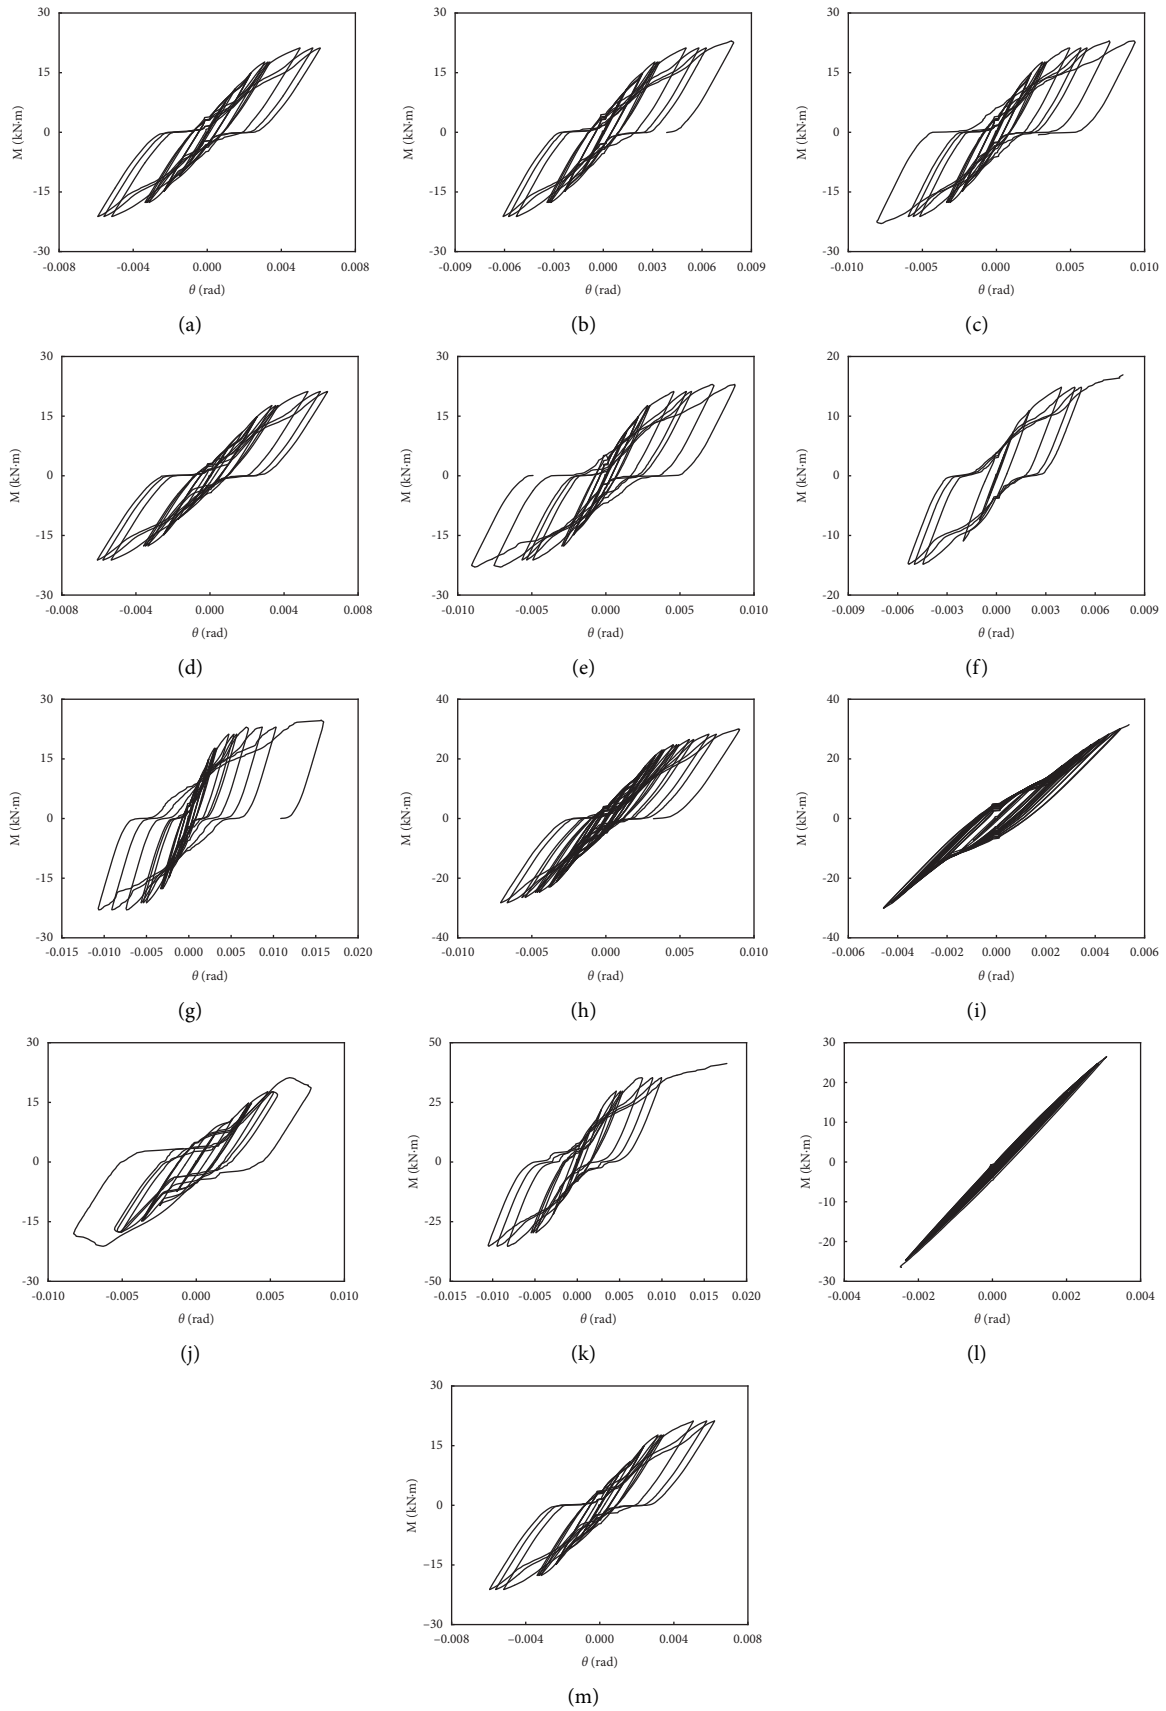 30
15
0
-15
-30
M (kN·m)
-0.008 -0.004 0.000 0.004 0.008
θ (rad)
(a)
30
15
0
-15
-30
M (kN·m)
-0.009 -0.006 -0.003 0.000 0.003 0.006 0.009
θ (rad)
(b)
30
15
0
-15
-30
M (kN·m)
-0.010 -0.005 0.000 0.005 0.010
θ (rad)
(c)
30
15
0
-15
-30
M (kN·m)
-0.008 -0.004 0.000 0.004 0.008
θ (rad)
(d)
30
15
0
-15
-30
M (kN·m)
-0.010 -0.005 0.000 0.005 0.010
θ (rad)
(e)
20
10
0
-10
-20
M (kN·m)
-0.009 -0.006 -0.003 0.000 0.003 0.006 0.009
θ (rad)
(f)
30
15
0
-15
-30
M (kN·m)
-0.015 -0.010 -0.005 0.000 0.005 0.010 0.015 0.020
θ (rad)
(g)
40
20
0
-20
-40
M (kN·m)
-0.010 -0.005 0.000 0.005 0.010
θ (rad)
(h)
40
20
0
-20
-40
M (kN·m)
-0.006 -0.004 -0.002 0.000 0.002 0.004 0.006
θ (rad)
(i)
30
15
0
-15
-30
M (kN·m)
-0.010 -0.005 0.000 0.005 0.010
θ (rad)
(j)
50
25
0
-25
-50
M (kN·m)
-0.015 -0.010 -0.005 0.000 0.005 0.010 0.015 0.020
θ (rad)
(k)
30
20
10
0
-10
-20
-30
M (kN·m)
-0.004 -0.002 0.000 0.002 0.004
θ (rad)
(l)
30
15
0
−15
−30
M (kN·m)
−0.008 −0.004 0.000 0.004 0.008
θ (rad)
(m)